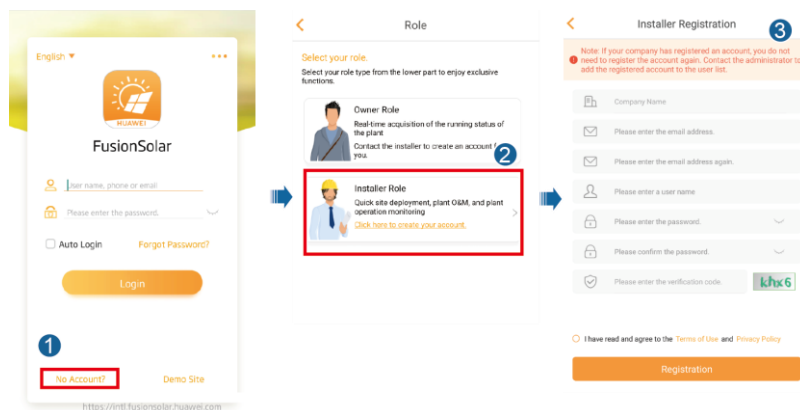 English ▼
HUAWEI
FusionSolar
User name, phone or email
Please enter the password.
Auto Login
Forgot Password?
Login
1
No Account?
Demo Site
https://intl.fusionsolar.huawei.com
Role
Select your role.
Select your role type from the lower part to enjoy exclusive
functions.
Owner Role
Real-time acquisition of the running status of
the plant
Contact the installer to create an account
you.
2
Installer Role
Quick site deployment, plant O&M, and plant
operation monitoring
Click here to create your account.
Installer Registration
3
Note: If your company has registered an account, you do not
need to register the account again. Contact the administrator to
add the registered account to the user list.
Company Name
Please enter the email address.
Please enter the email address again.
Please enter a user name
Please enter the password.
Please confirm the password.
Please enter the verification code.
khx6
I have read and agree to the Terms of Use and Privacy Policy
Registration